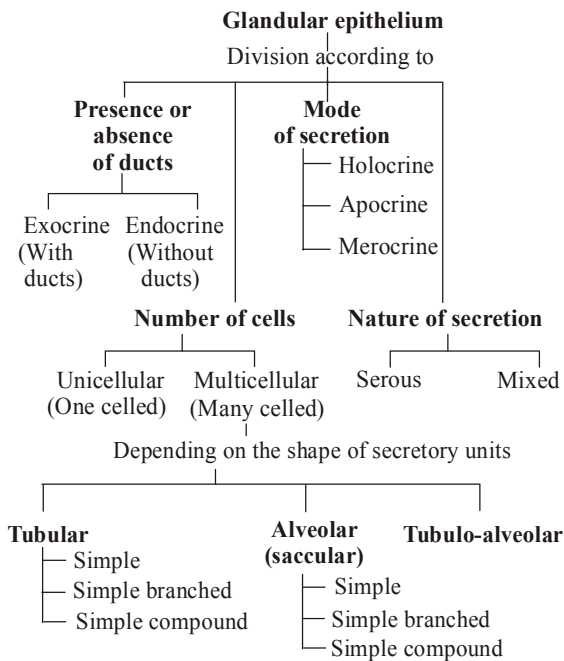 Glandular epithelium
Division according to
Presence or
absence
of ducts
Mode
of secretion
Holocrine
Apocrine
Merocrine
Exocrine
(With
ducts)
Endocrine
(Without
ducts)
Number of cells
Nature of secretion
Unicellular
(One celled)
Multicellular
(Many celled)
Serous
Mixed
Depending on the shape of secretory units
Tubular
Simple
Simple branched
Simple compound
Alveolar
(saccular)
Simple
Simple branched
Simple compound
Tubulo-alveolar